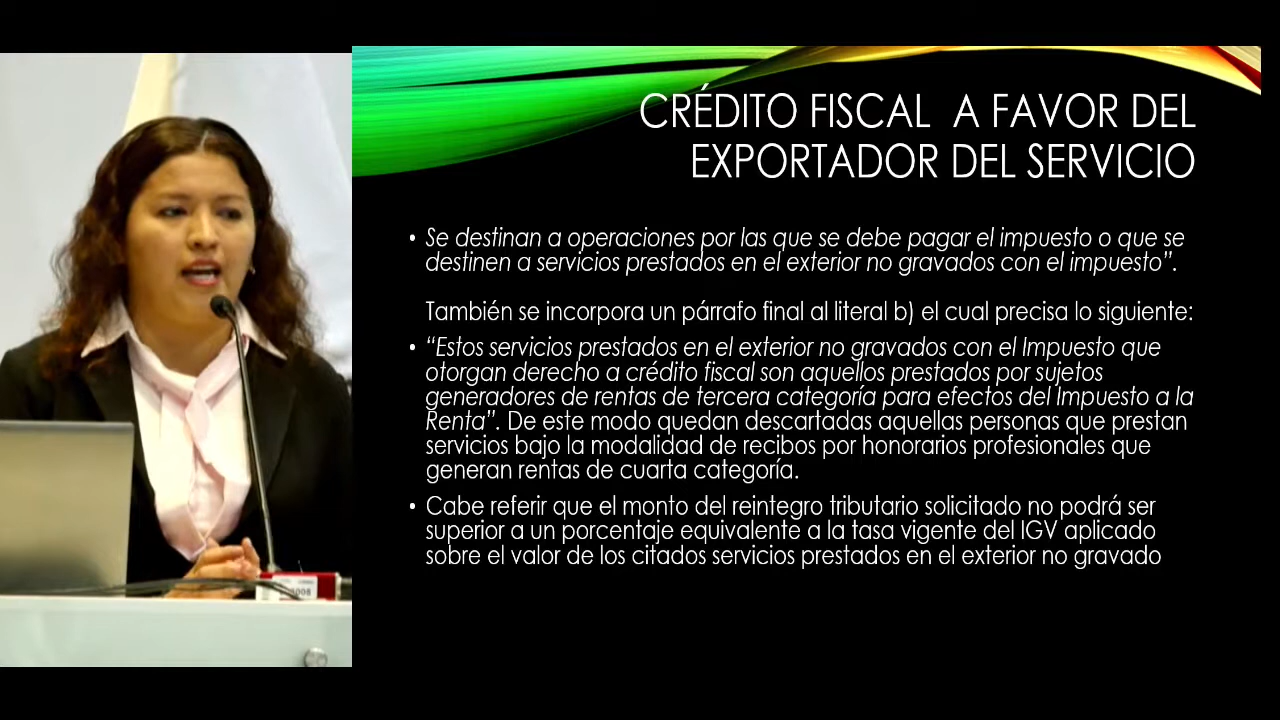 CRÉDITO FISCAL A FAVOR DEL
EXPORTADOR DEL SERVICIO
• Se destinan a operaciones por las que se debe pagar el impuesto o que se
destinen a servicios prestados en el exterior no gravados con el impuesto”.
También se incorpora un párrafo final al literal b) el cual precisa lo siguiente:
• “Estos servicios prestados en el exterior no gravados con el Impuesto que
otorgan derecho a crédito fiscal son aquellos prestados por sujetos
generadores de rentas de tercera categoría para efectos del Impuesto a la
Renta”. De este modo quedan descartadas aquellas personas que prestan
servicios bajo la modalidad de recibos por honorarios profesionales que
generan rentas de cuarta categoría.
• Cabe referir que el monto del reintegro tributario solicitado no podrá ser
superior a un porcentaje equivalente a la tasa vigente del IGV aplicado
sobre el valor de los citados servicios prestados en el exterior no gravado